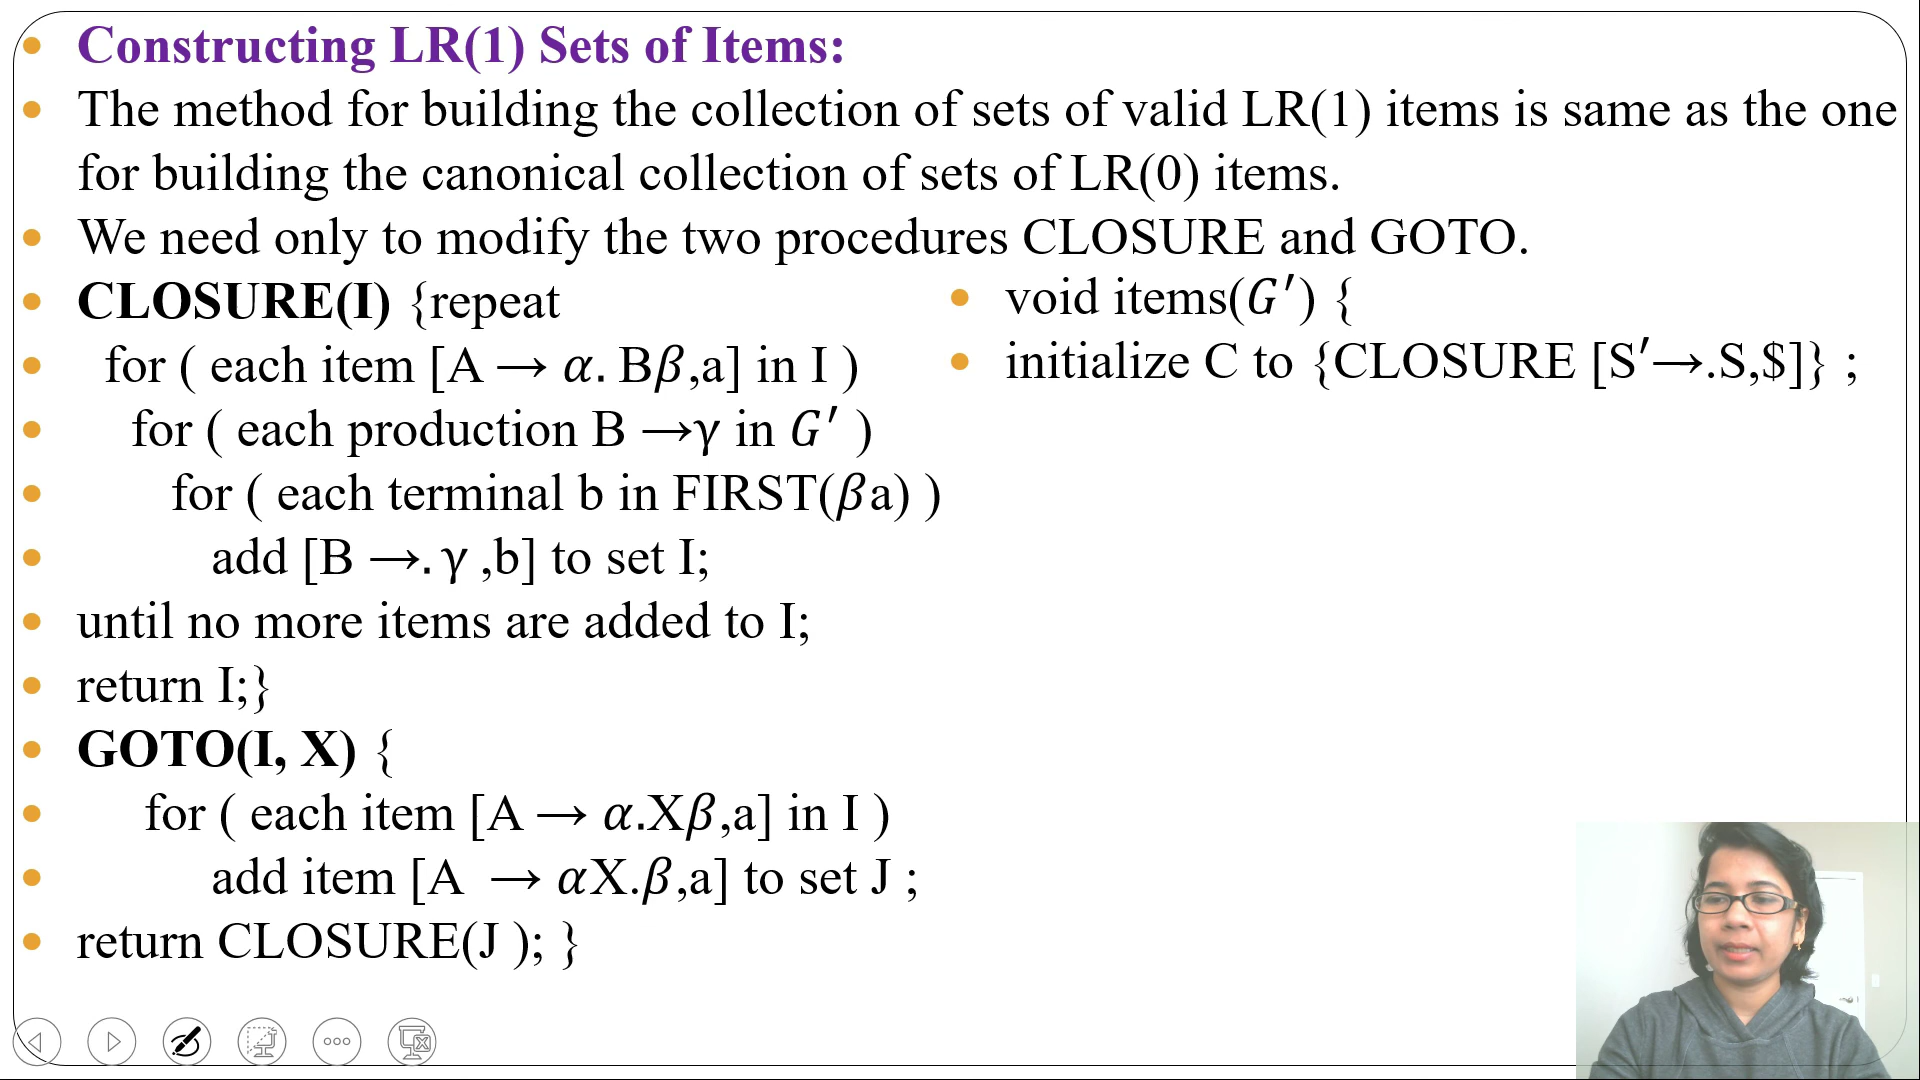 Constructing LR(1) Sets of Items:
The method for building the collection of sets of valid LR(1) items is same as the one
for building the canonical collection of sets of LR(0) items.
We need only to modify the two procedures CLOSURE and GOTO.
CLOSURE(I) {repeat
for ( each item [A → α. Bβ,a] in I )
for ( each production B →γ in G′ )
for ( each terminal b in FIRST(βa) )
add [B →. γ ,b] to set I;
until no more items are added to I;
return I;}
GOTO(I, X) {
for ( each item [A → α.Xβ,a] in I )
add item [A → αX.β,a] to set J ;
return CLOSURE(J ); }
void items(G′) {
initialize C to {CLOSURE [S′→.S,$]} ;